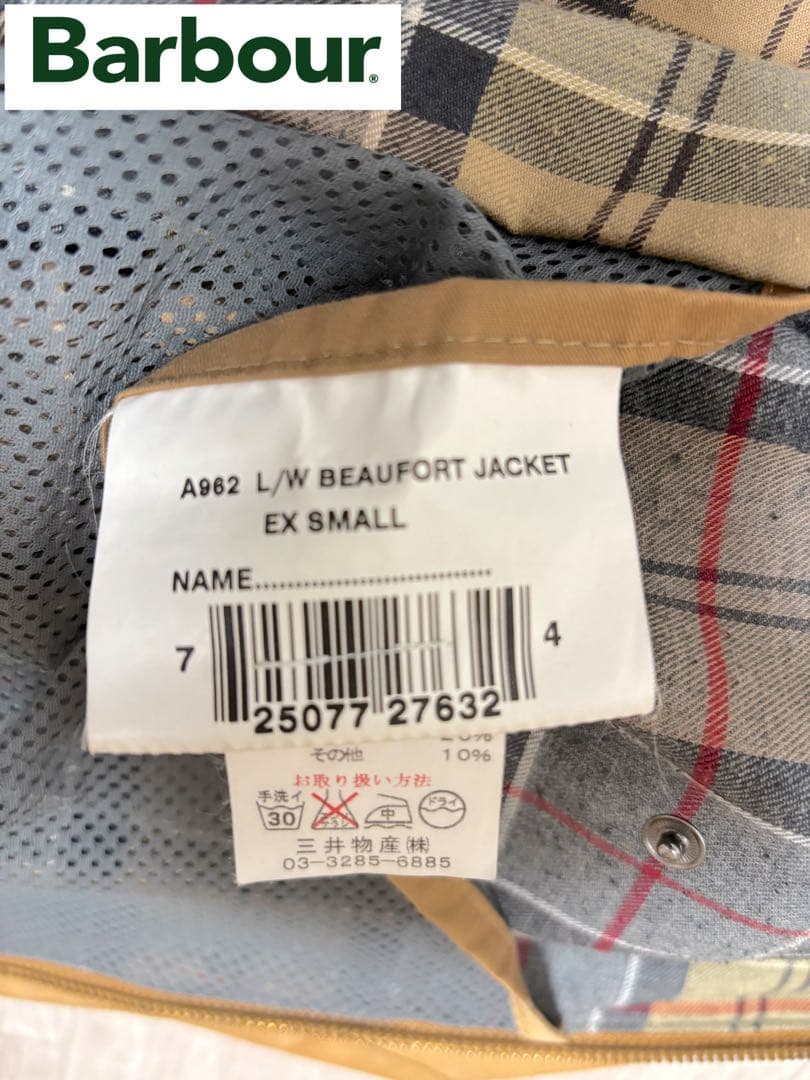 Barbour®
A962 L/W BEAUFORT JACKET
EX SMALL
NAME................................
7 25077 27632 4
その他 10%
お取り扱い方法
手洗イ 30 中 ドライ
三井物産(株)
03-3285-6885